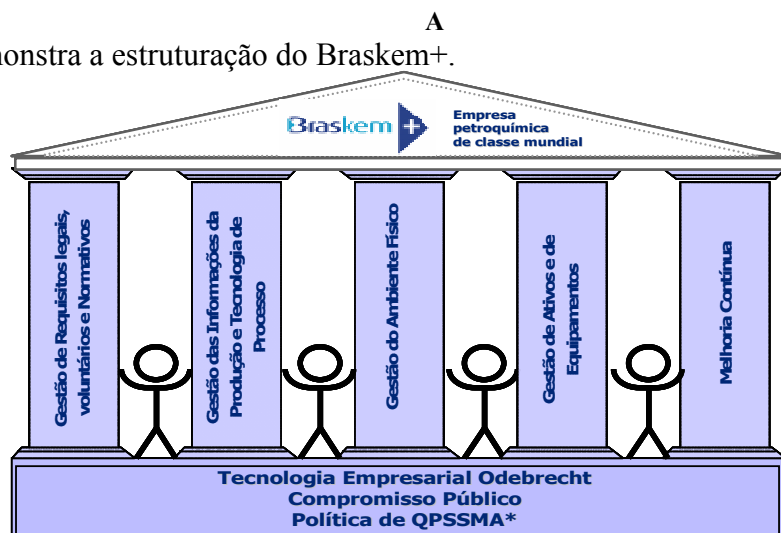 A
monstra a estruturação do Braskem+.
Braskem +
Empresa
petroquímica
de classe mundial
Gestão de Requisitos legais,
voluntários e Normativos
Gestão das Informações da
Produção e Tecnologia de
Processo
Gestão do Ambiente Físico
Gestão de Ativos e de
Equipamentos
Melhoria Contínua
Tecnologia Empresarial Odebrecht
Compromisso Público
Política de QPSSMA*